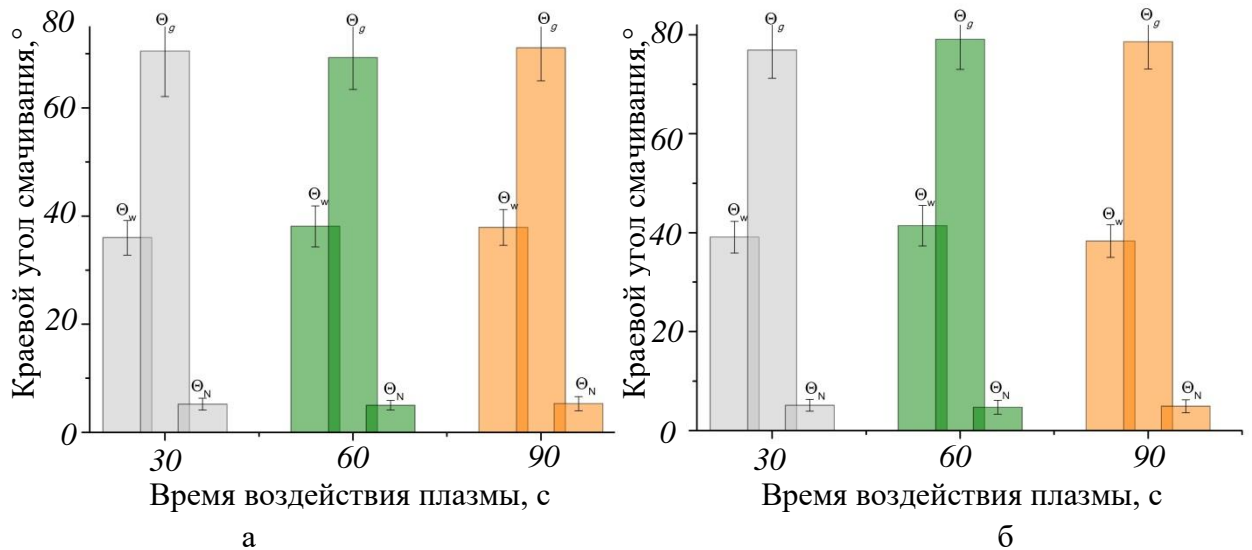 Краевой угол смачивания,°
80
60
40
20
0
Θg
Θw
ΘN
Θg
Θw
ΘN
Θg
Θw
ΘN
30
60
90
Время воздействия плазмы, с
а
Краевой угол смачивания,°
80
60
40
20
0
Θg
Θw
ΘN
Θg
Θw
ΘN
Θg
Θw
ΘN
30
60
90
Время воздействия плазмы, с
б